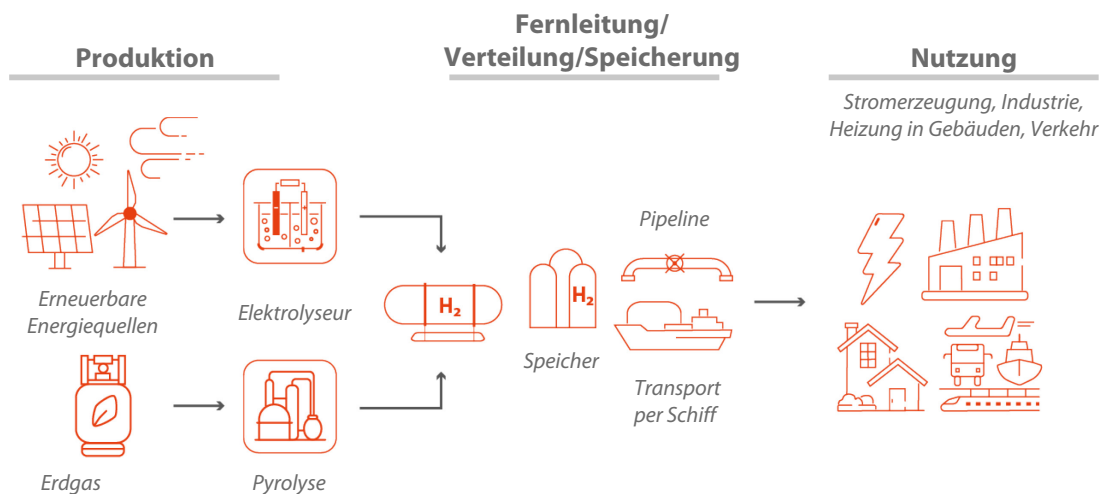 Produktion
Fernleitung/
Verteilung/Speicherung
Nutzung
Stromerzeugung, Industrie,
Heizung in Gebäuden, Verkehr
Erneuerbare
Energiequellen
Elektrolyseur
H2
H2
Pipeline
Speicher
Transport
per Schiff
Erdgas
Pyrolyse